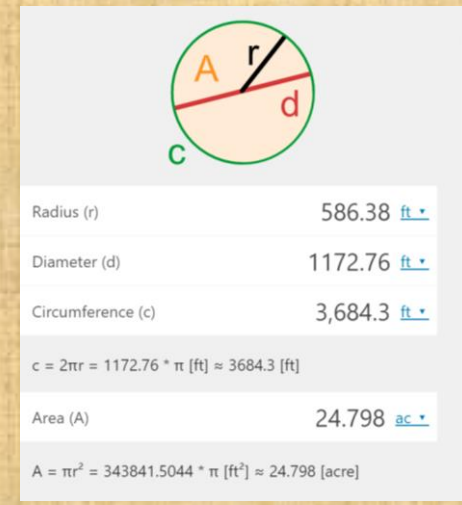 A r
d
c
Radius (r) 586.38 ft
Diameter (d) 1172.76 ft
Circumference (c) 3,684.3 ft
c = 2πr = 1172.76 * π [ft] ≈ 3684.3 [ft]
Area (A) 24.798 ac
A = πr² = 343841.5044 * π [ft²] ≈ 24.798 [acre]